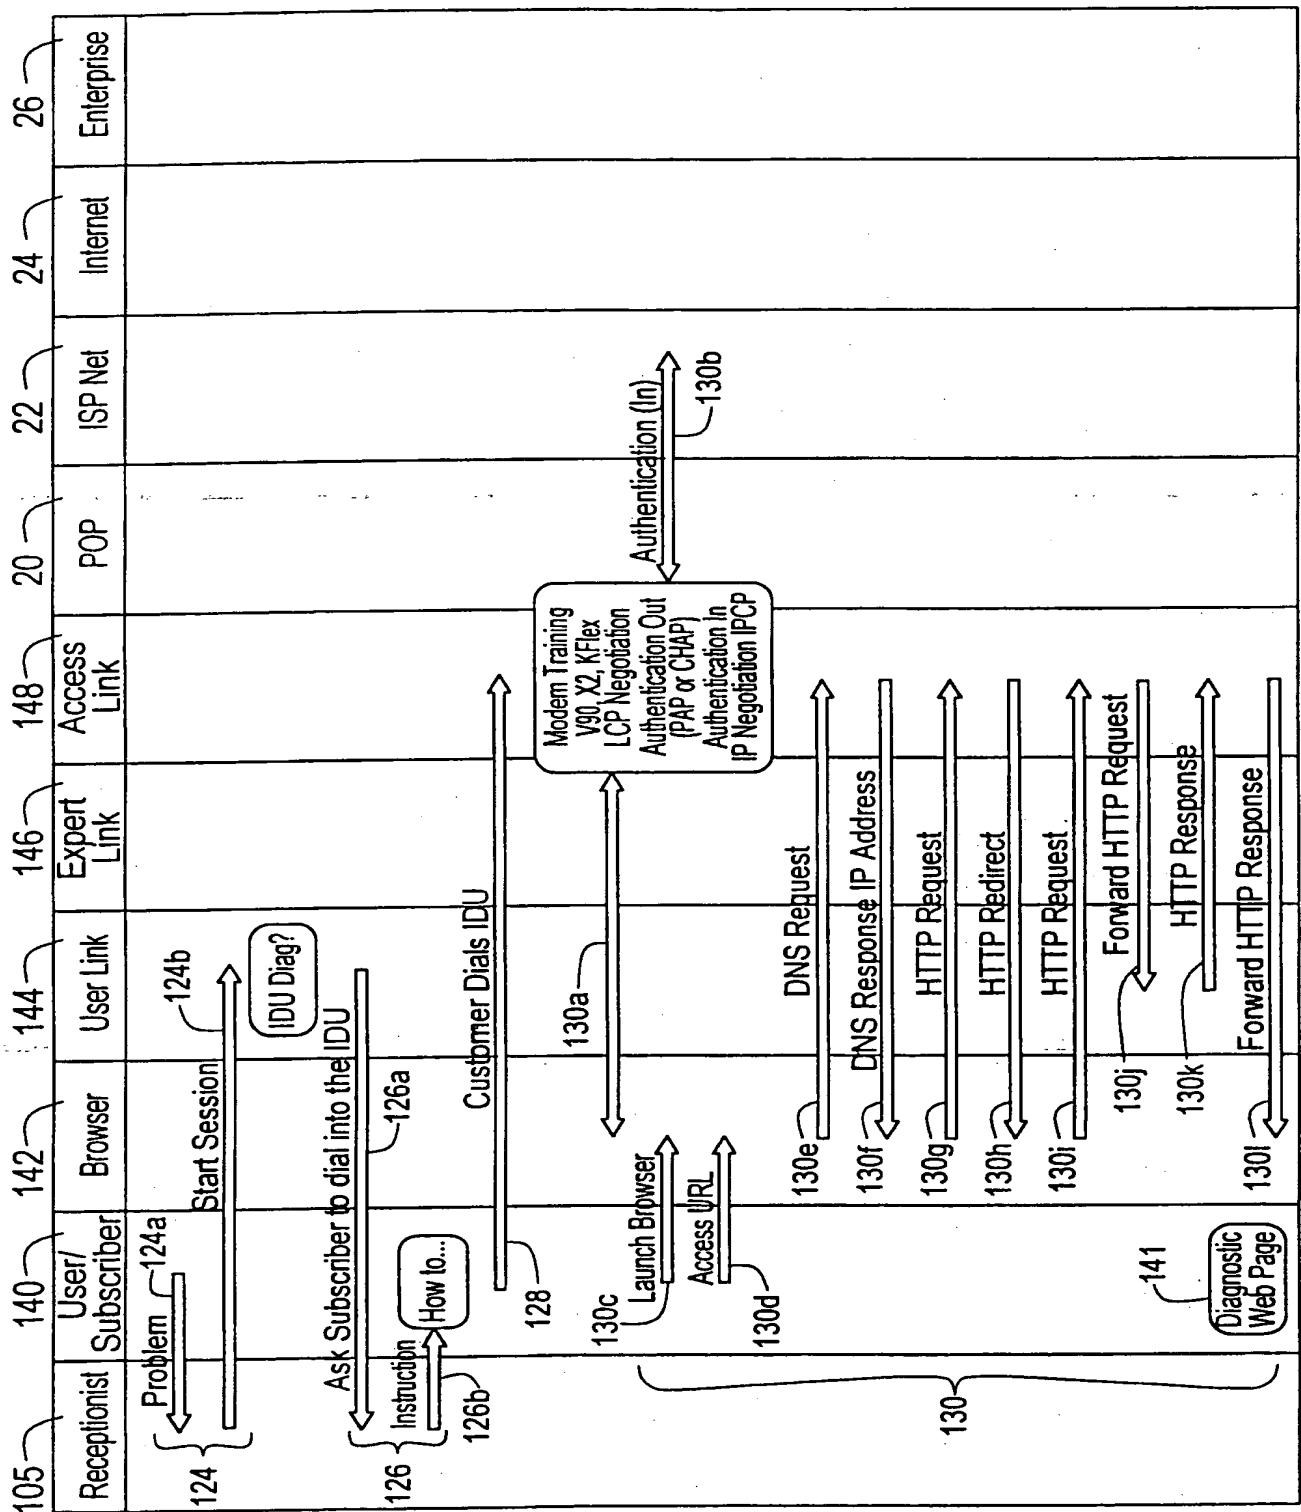 105
140
142
144
146
148
20
22
24
26
Receptionist
User/
Subscriber
Browser
User Link
Expert
Link
Access
Link
POP
ISP Net
Internet
Enterprise
124
Problem
124a
Start Session
124b
IDU Diag?
126
Ask Subscriber to dial into the IDU
126a
Instruction
126b
How to...
Customer Dials IDU
128
130a
Modem Training
V90, X2, KFlex
LCP Negotiation
Authentication Out
(PAP or CHAP)
Authentication In
IP Negotiation IPCP
Authentication (In)
130b
Launch Browser
130c
Access URL
130d
130
DNS Request
130e
DNS Response IP Address
130f
HTTP Request
130g
HTTP Redirect
130h
HTTP Request
130i
Forward HTTP Request
130j
HTTP Response
130k
Forward HTTP Response
130l
141
Diagnostic
Web Page